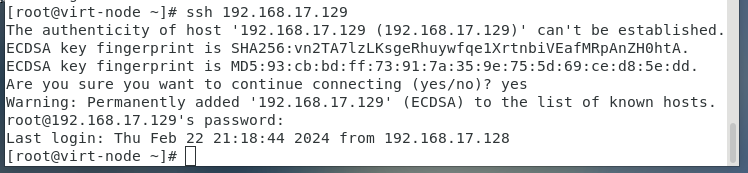 [root@virt-node ~]# ssh 192.168.17.129
The authenticity of host '192.168.17.129 (192.168.17.129)' can't be established.
ECDSA key fingerprint is SHA256:vn2TA7lzLKsgeRhuywfqe1XrtnbiVEafMRpAnZH0htA.
ECDSA key fingerprint is MD5:93:cb:bd:ff:73:91:7a:35:9e:75:5d:69:ce:d8:5e:dd.
Are you sure you want to continue connecting (yes/no)? yes
Warning: Permanently added '192.168.17.129' (ECDSA) to the list of known hosts.
root@192.168.17.129's password:
Last login: Thu Feb 22 21:18:44 2024 from 192.168.17.128
[root@virt-node ~]#